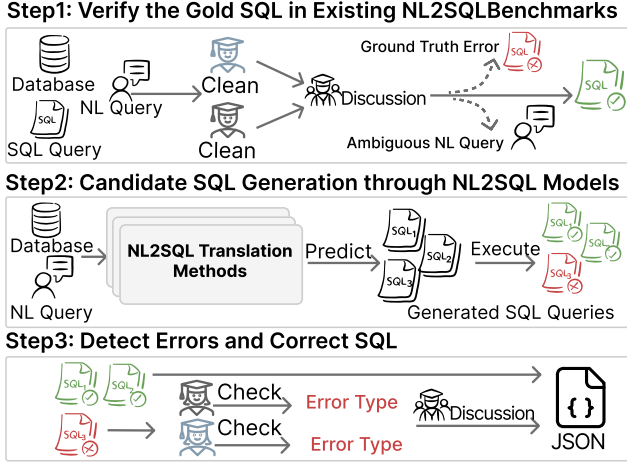 Step1: Verify the Gold SQL in Existing NL2SQLBenchmarks
Database
NL Query
SQL
SQL Query
Clean
Clean
Discussion
Ground Truth Error
SQL
SQL
Ambiguous NL Query
Step2: Candidate SQL Generation through NL2SQL Models
Database
NL Query
NL2SQL Translation
Methods
Predict
SQL1
SQL2
SQL3
Execute
SQL1
SQL2
SQL3
Generated SQL Queries
Step3: Detect Errors and Correct SQL
SQL1
SQL2
SQL3
Check
Error Type
Check
Error Type
Discussion
{ }
JSON